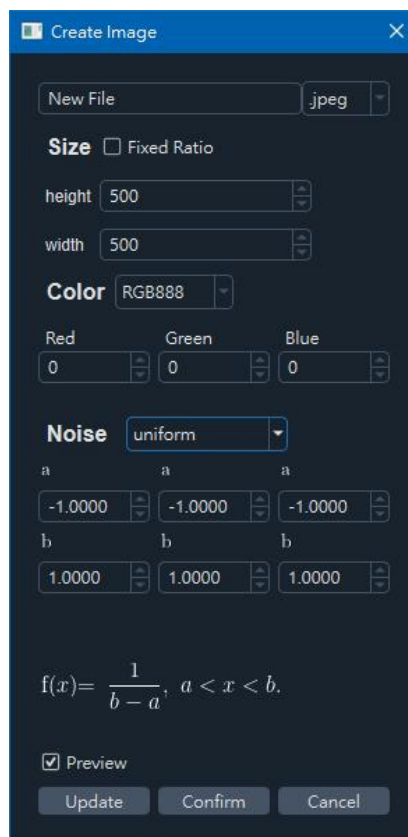 Create Image
New File .jpeg
Size Fixed Ratio
height 500
width 500
Color RGB888
Red Green Blue
0 0 0
Noise uniform
a a a
-1.0000 -1.0000 -1.0000
b b b
1.0000 1.0000 1.0000
f(x)= 1/(b − a), a < x < b.
Preview
Update Confirm Cancel